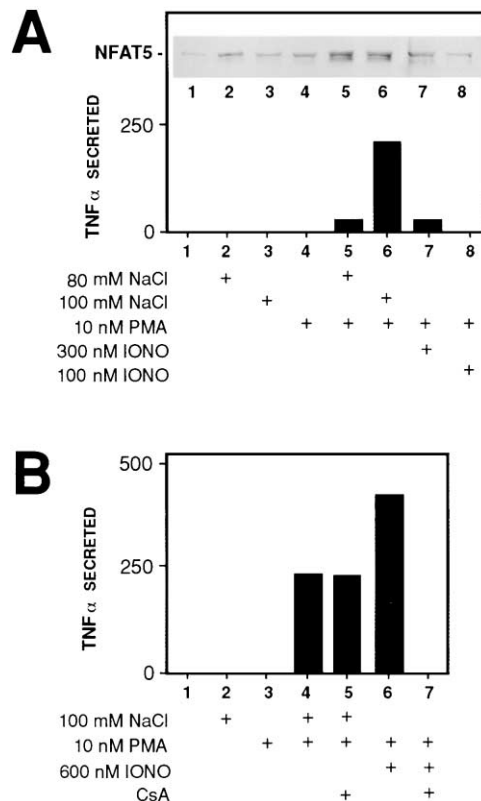 A
NFAT5 -
1 2 3 4 5 6 7 8
250
TNF α SECRETED
0
1 2 3 4 5 6 7 8
80 mM NaCl + +
100 mM NaCl + +
10 nM PMA + + + + +
300 nM IONO +
100 nM IONO +
B
500
TNF α SECRETED
250
0
1 2 3 4 5 6 7
100 mM NaCl + + +
10 nM PMA + + + + +
600 nM IONO + +
CsA + +